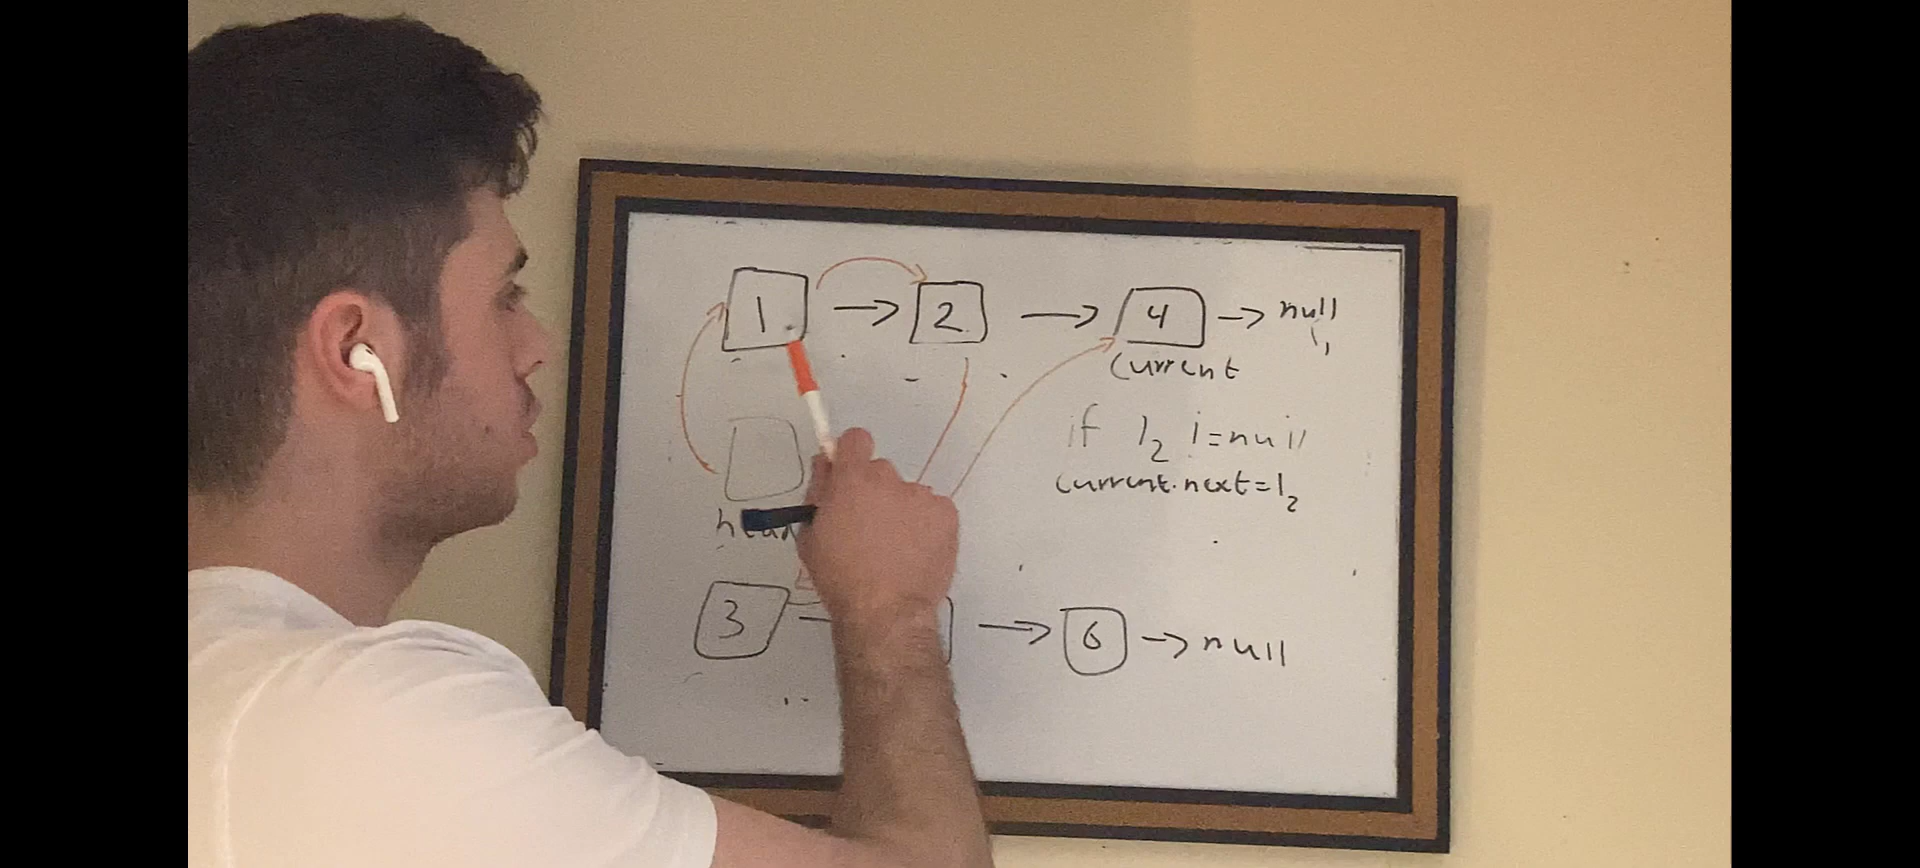 1 → 2 → 4 → null
current
if l₂ != null
current.next = l₂
head
3 → 6 → null